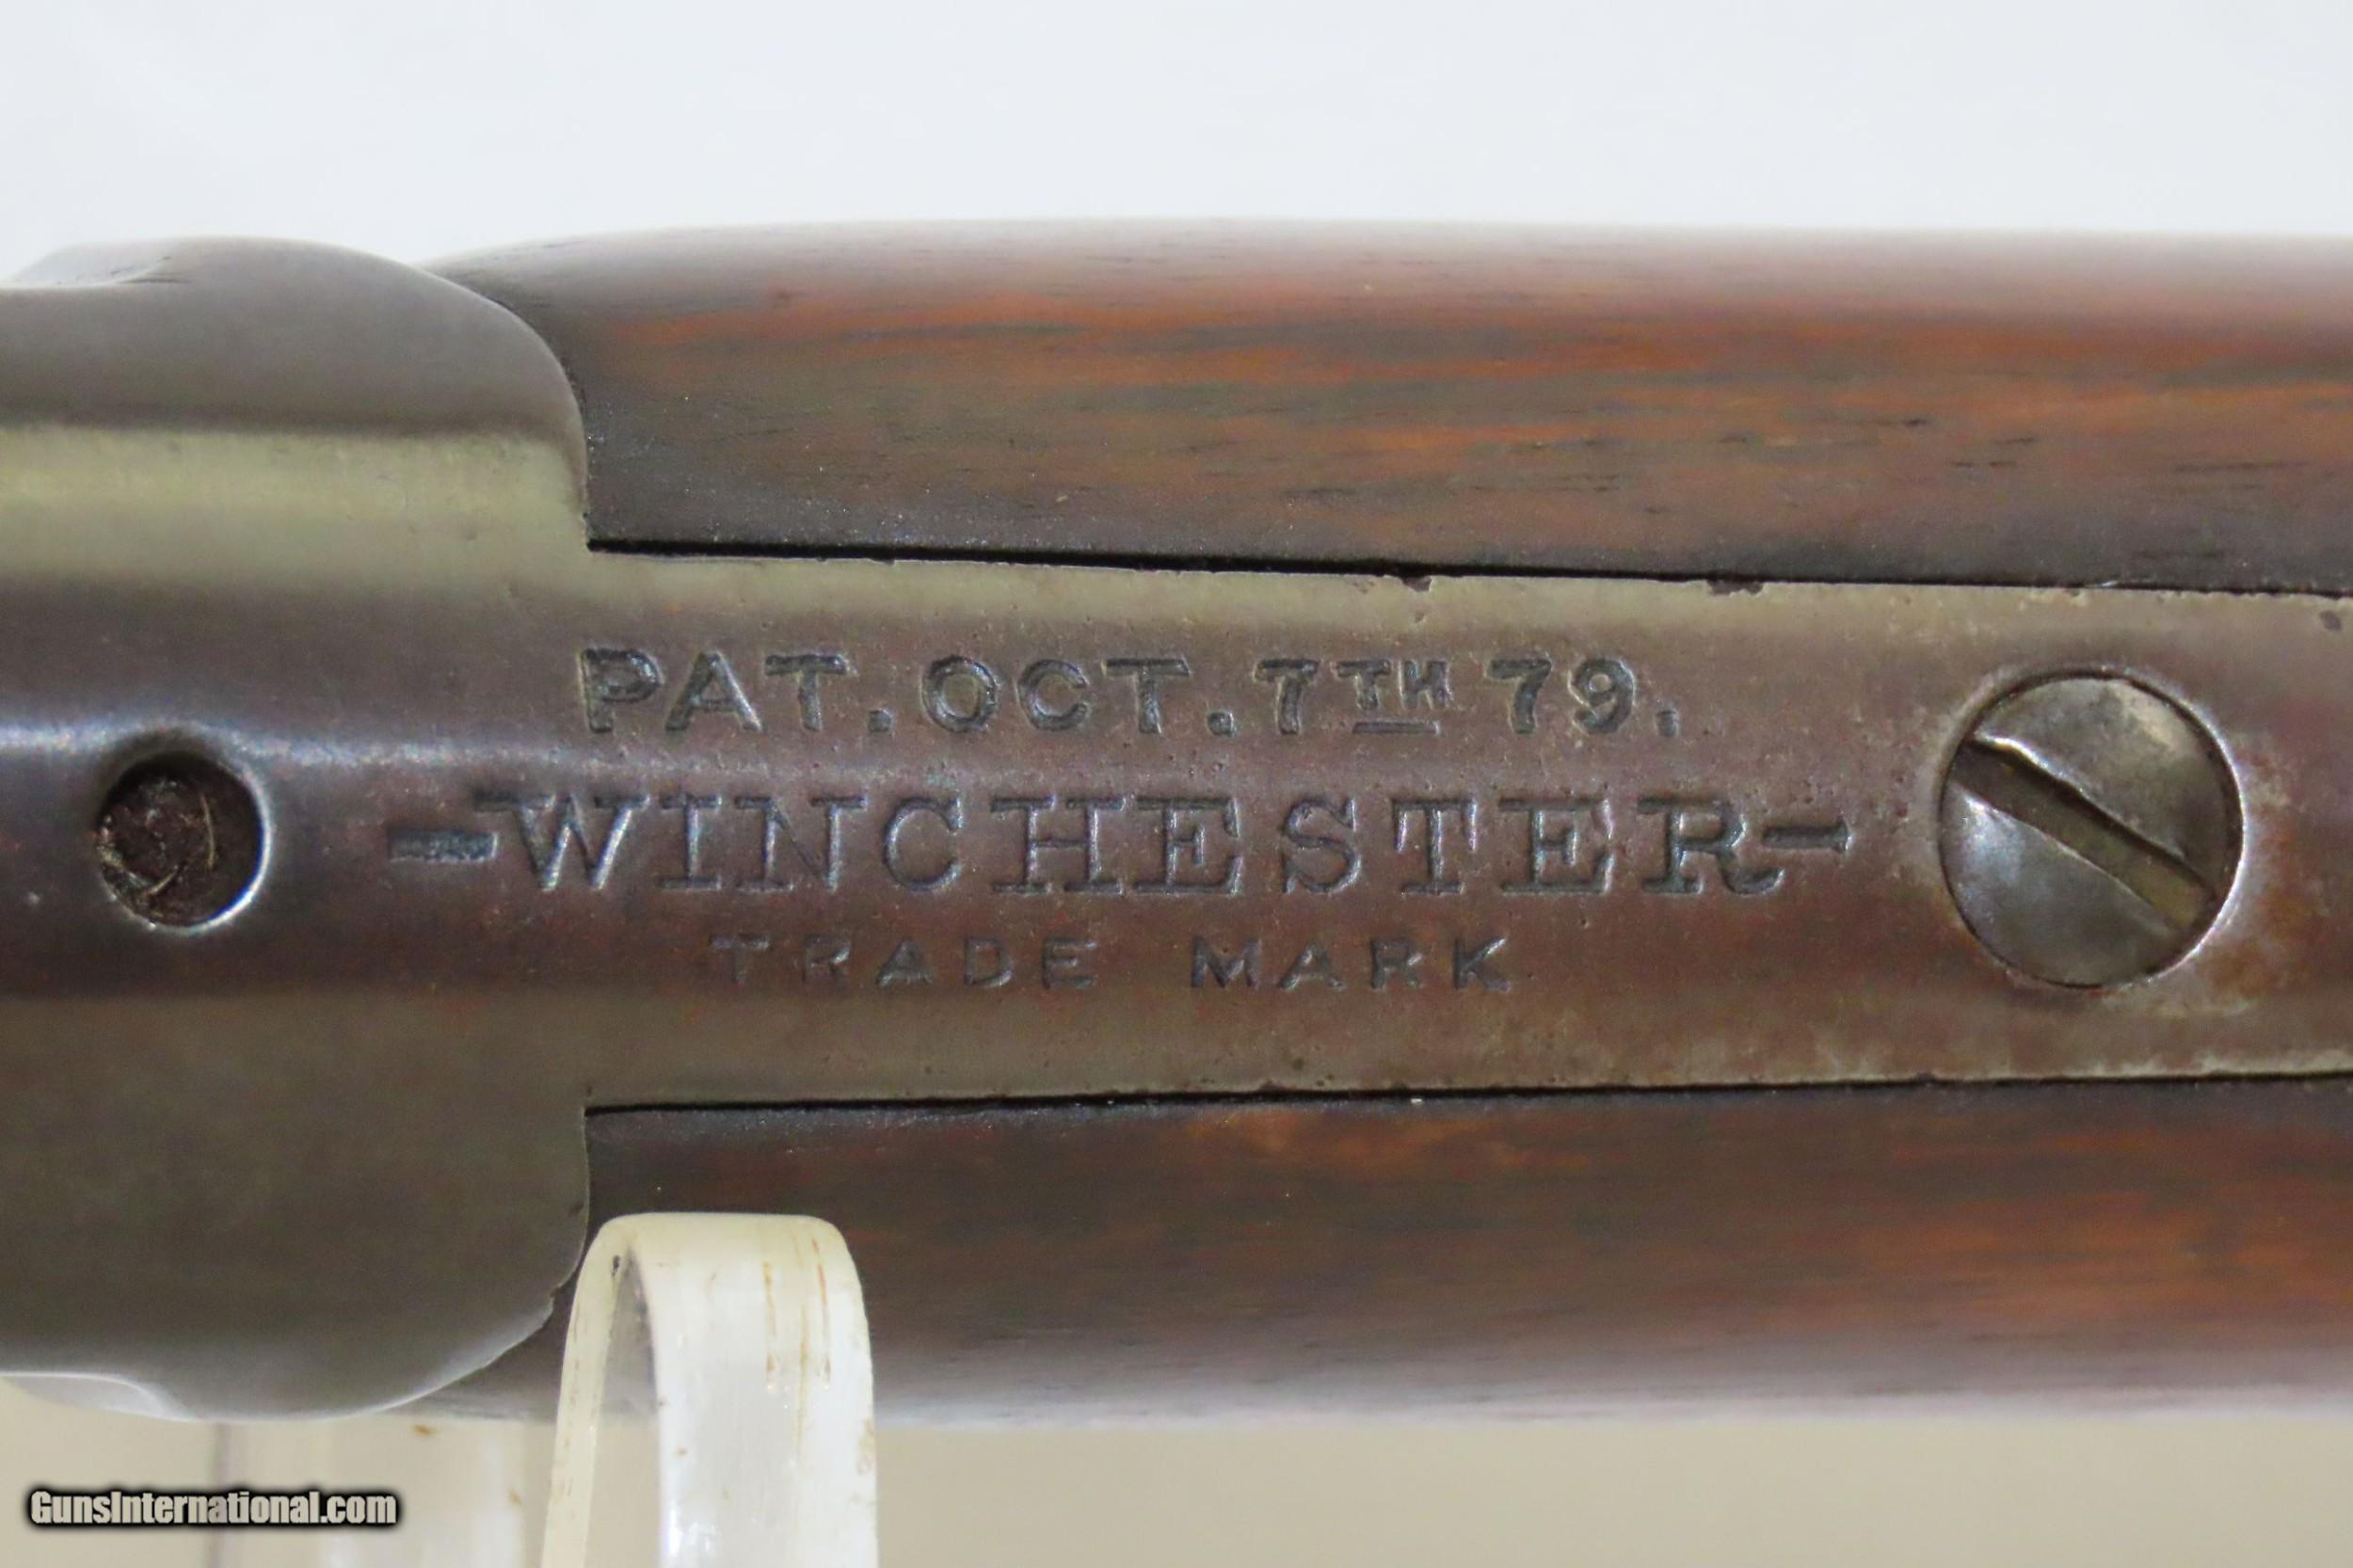 PAT. OCT. 7TH 79.
-WINCHESTER-
TRADE MARK
GunsInternational.com